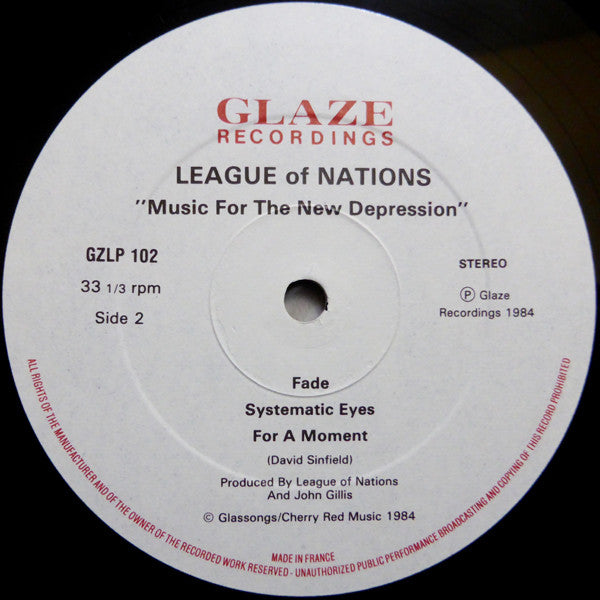 GLAZE
RECORDINGS
LEAGUE of NATIONS
"Music For The New Depression"
GZLP 102
33 1/3 rpm
Side 2
STEREO
Ⓟ Glaze
Recordings 1984
Fade
Systematic Eyes
For A Moment
(David Sinfield)
Produced By League of Nations
And John Gillis
© Glassongs/Cherry Red Music 1984
MADE IN FRANCE
ALL RIGHTS OF THE MANUFACTURER AND OF THE OWNER OF THE RECORDED WORK RESERVED - UNAUTHORIZED PUBLIC PERFORMANCE BROADCASTING AND COPYING OF THIS RECORD PROHIBITED